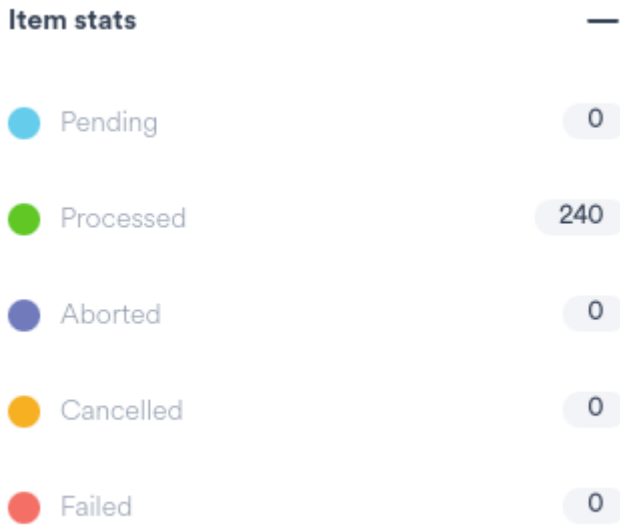 Item stats
Pending 0
Processed 240
Aborted 0
Cancelled 0
Failed 0